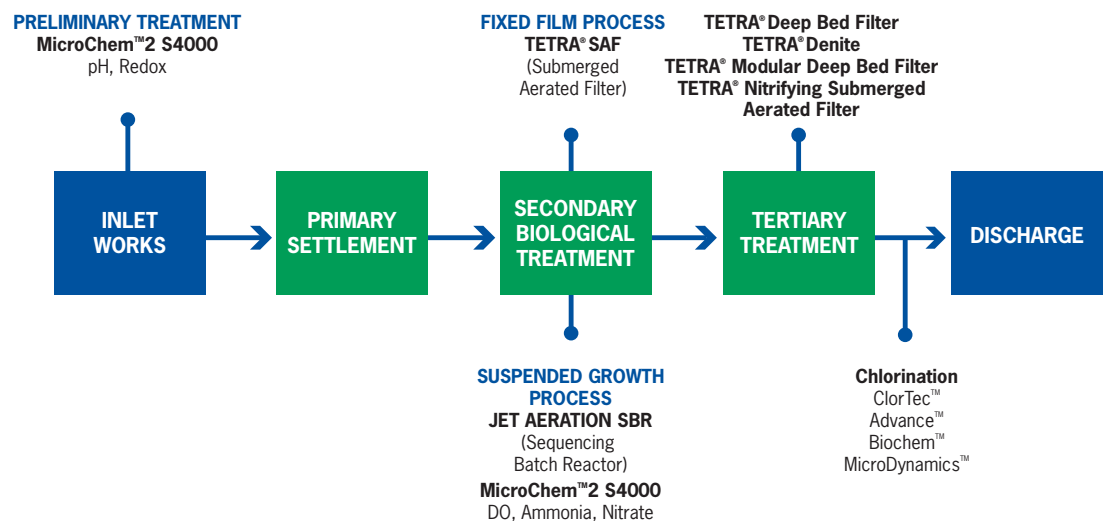 PRELIMINARY TREATMENT
MicroChem™2 S4000
pH, Redox
FIXED FILM PROCESS
TETRA® SAF
(Submerged
Aerated Filter)
TETRA® Deep Bed Filter
TETRA® Denite
TETRA® Modular Deep Bed Filter
TETRA® Nitrifying Submerged
Aerated Filter
INLET
WORKS
PRIMARY
SETTLEMENT
SECONDARY
BIOLOGICAL
TREATMENT
TERTIARY
TREATMENT
DISCHARGE
SUSPENDED GROWTH
PROCESS
JET AERATION SBR
(Sequencing
Batch Reactor)
MicroChem™2 S4000
DO, Ammonia, Nitrate
Chlorination
ClorTec™
Advance™
Biochem™
MicroDynamics™